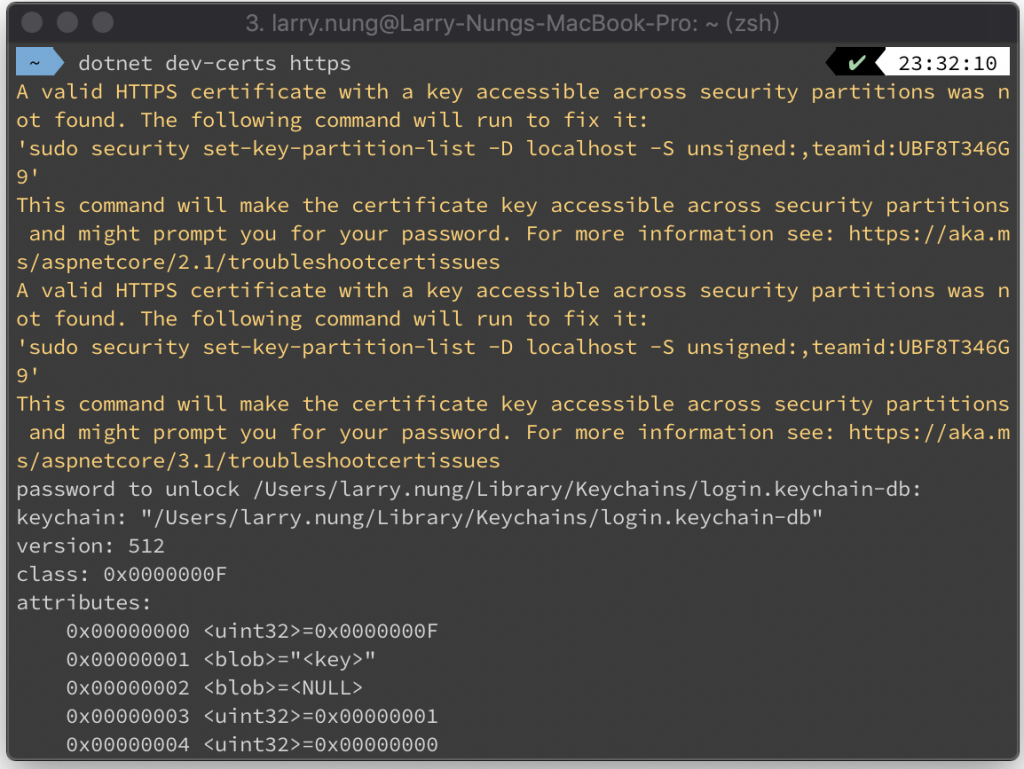 3. larry.nung@Larry-Nungs-MacBook-Pro: ~ (zsh)
~ dotnet dev-certs https ✔ 23:32:10
A valid HTTPS certificate with a key accessible across security partitions was n
ot found. The following command will run to fix it:
'sudo security set-key-partition-list -D localhost -S unsigned:,teamid:UBF8T346G
9'
This command will make the certificate key accessible across security partitions
 and might prompt you for your password. For more information see: https://aka.m
s/aspnetcore/2.1/troubleshootcertissues
A valid HTTPS certificate with a key accessible across security partitions was n
ot found. The following command will run to fix it:
'sudo security set-key-partition-list -D localhost -S unsigned:,teamid:UBF8T346G
9'
This command will make the certificate key accessible across security partitions
 and might prompt you for your password. For more information see: https://aka.m
s/aspnetcore/3.1/troubleshootcertissues
password to unlock /Users/larry.nung/Library/Keychains/login.keychain-db:
keychain: "/Users/larry.nung/Library/Keychains/login.keychain-db"
version: 512
class: 0x0000000F
attributes:
    0x00000000 <uint32>=0x0000000F
    0x00000001 <blob>="<key>"
    0x00000002 <blob>=<NULL>
    0x00000003 <uint32>=0x00000001
    0x00000004 <uint32>=0x00000000